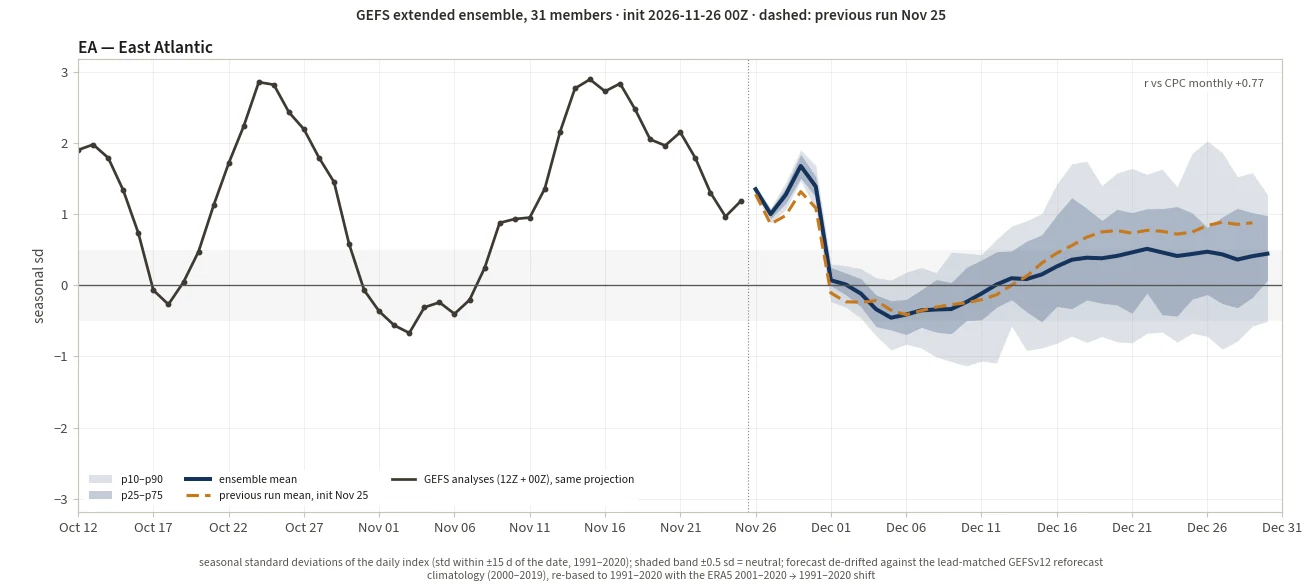 GEFS extended ensemble, 31 members · init 2026-11-26 00Z · dashed: previous run Nov 25
EA — East Atlantic
r vs CPC monthly +0.77
seasonal sd
3
2
1
0
−1
−2
−3
p10–p90
p25–p75
ensemble mean
previous run mean, init Nov 25
GEFS analyses (12Z + 00Z), same projection
Oct 12 Oct 17 Oct 22 Oct 27 Nov 01 Nov 06 Nov 11 Nov 16 Nov 21 Nov 26 Dec 01 Dec 06 Dec 11 Dec 16 Dec 21 Dec 26 Dec 31
seasonal standard deviations of the daily index (std within ±15 d of the date, 1991–2020); shaded band ±0.5 sd = neutral; forecast de-drifted against the lead-matched GEFSv12 reforecast
climatology (2000–2019), re-based to 1991–2020 with the ERA5 2001–2020 → 1991–2020 shift